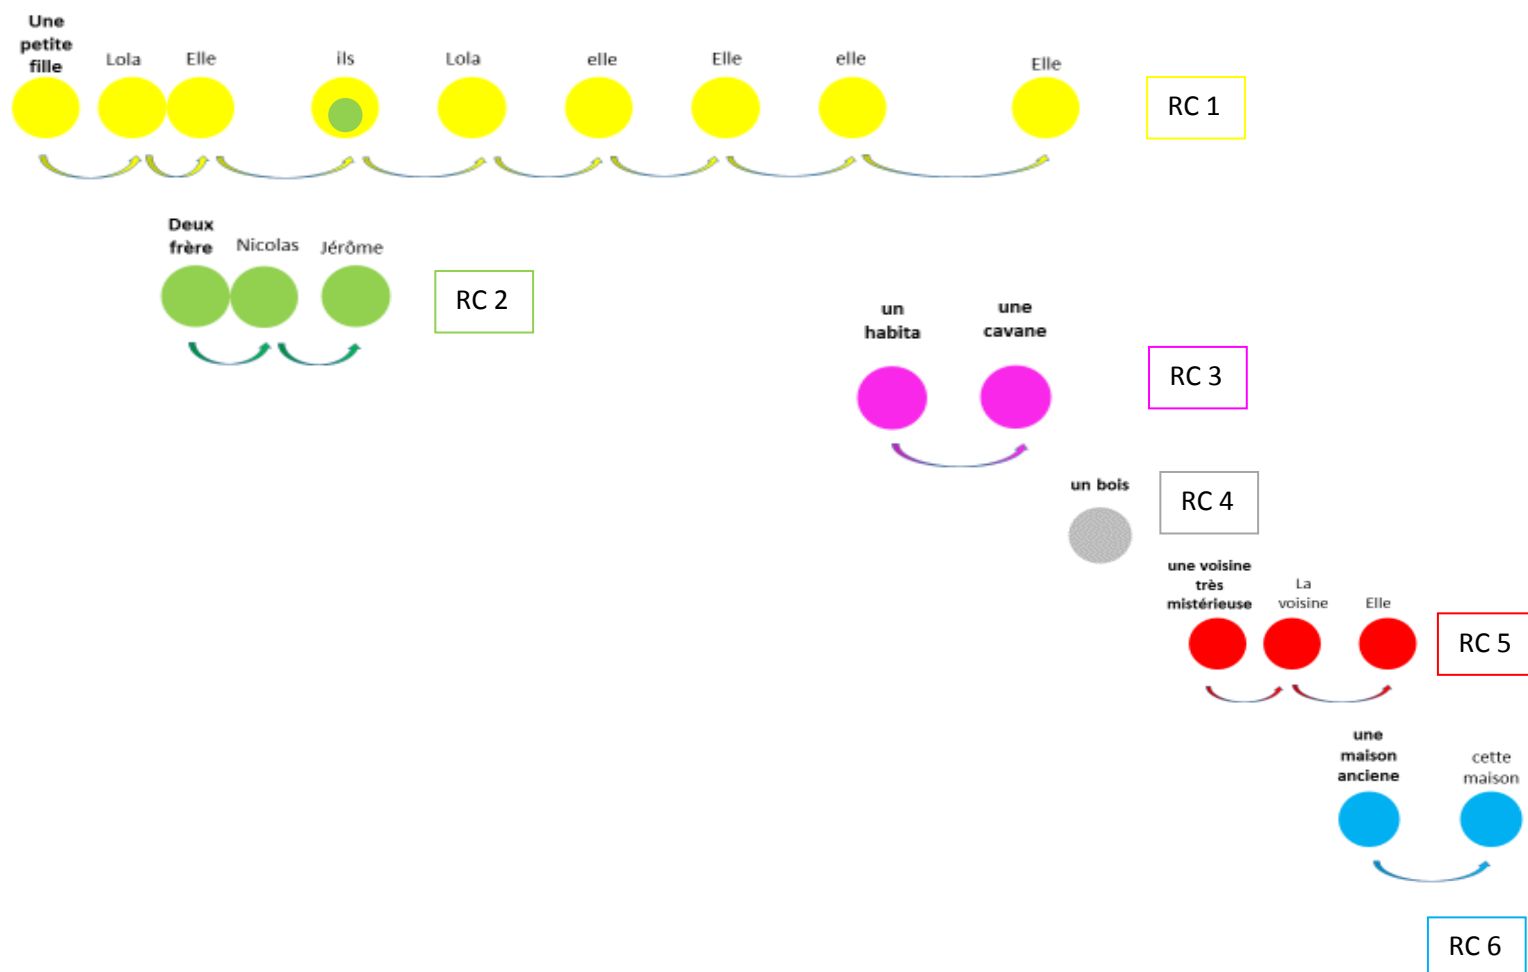 Une
petite
fille
Lola
Elle
ils
Lola
elle
Elle
elle
Elle
RC 1
Deux
frère
Nicolas
Jérôme
RC 2
un
habita
une
cavane
RC 3
un bois
RC 4
une voisine
très
mistérieuse
La
voisine
Elle
RC 5
une
maison
anciene
cette
maison
RC 6